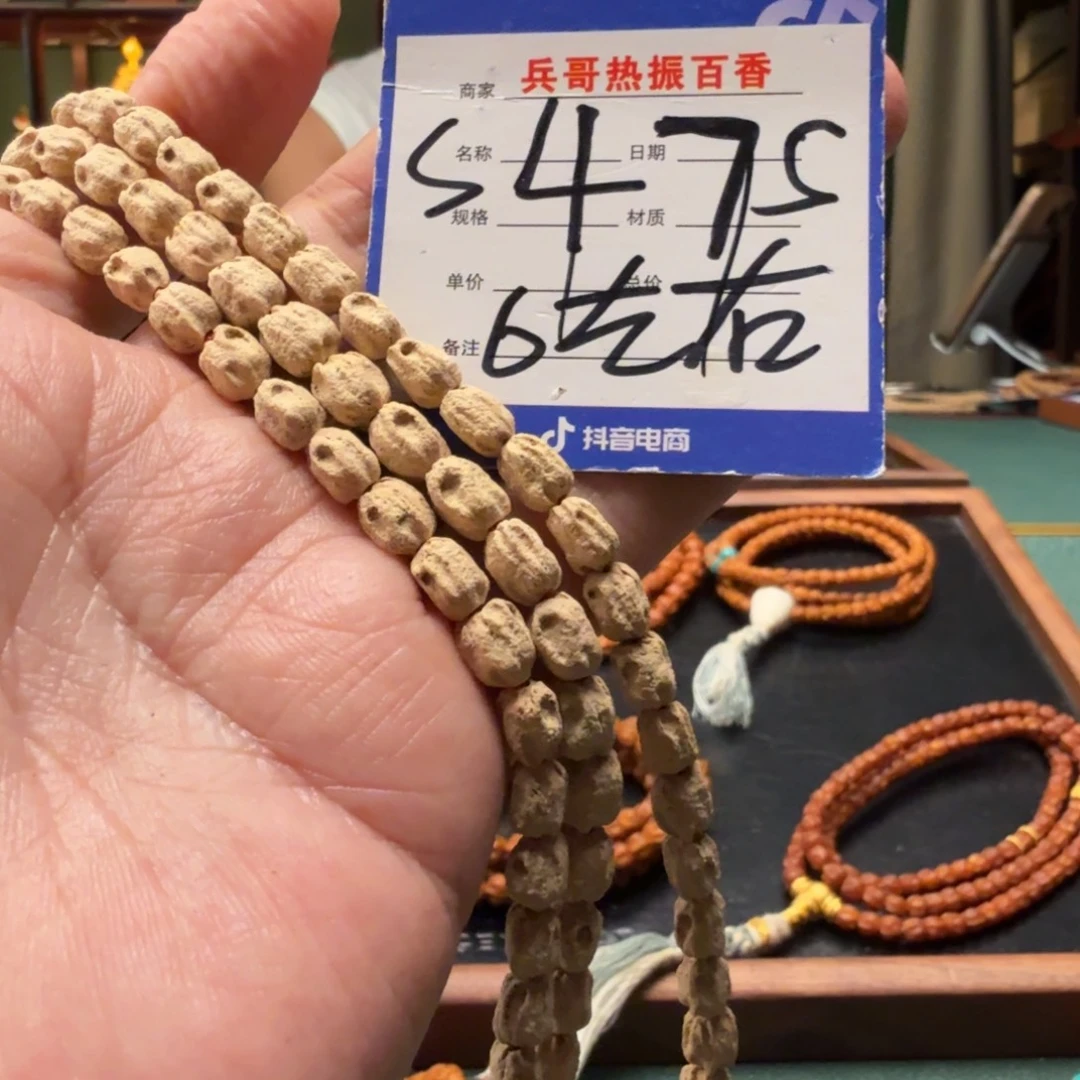 商家 兵哥热振百香
S475
名称 日期
规格 材质
单价 总价
6左右
备注
抖音电商